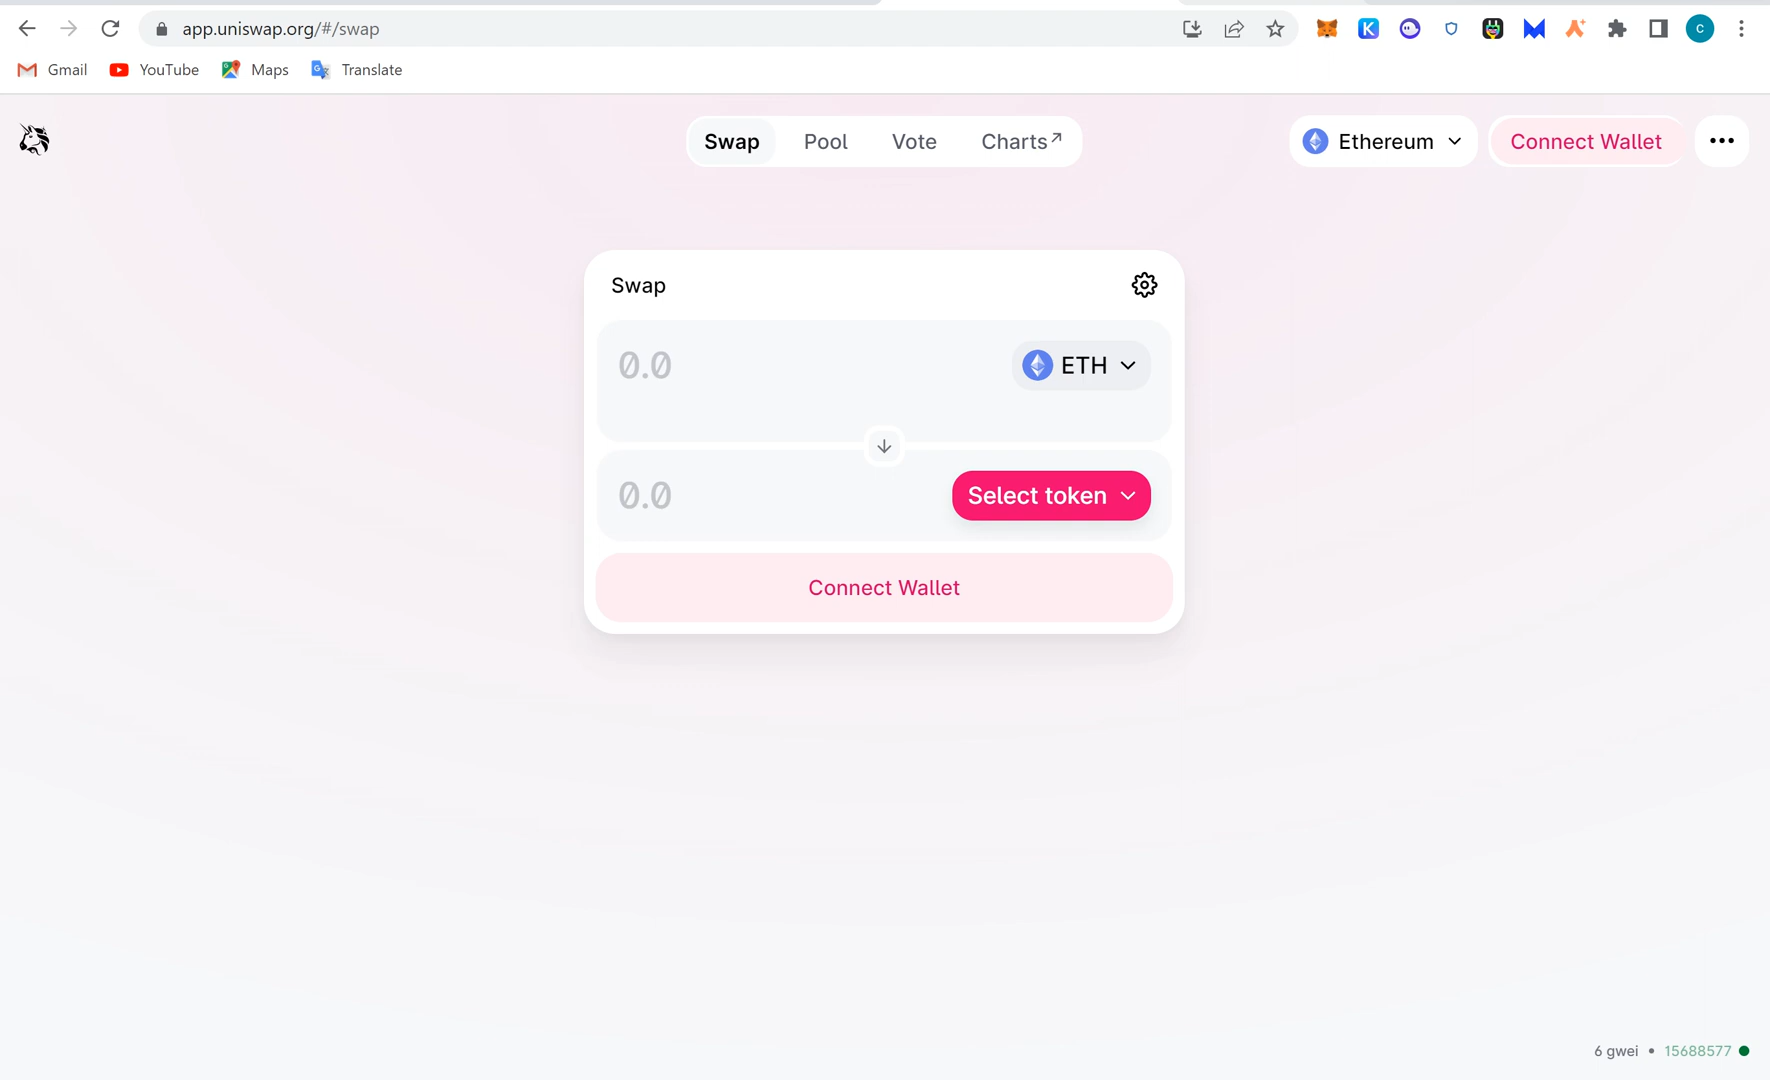 app.uniswap.org/#/swap
K
C
Gmail YouTube Maps Translate
Swap Pool Vote Charts↗ Ethereum Connect Wallet
Swap
0.0 ETH
0.0 Select token
Connect Wallet
6 gwei • 15688577